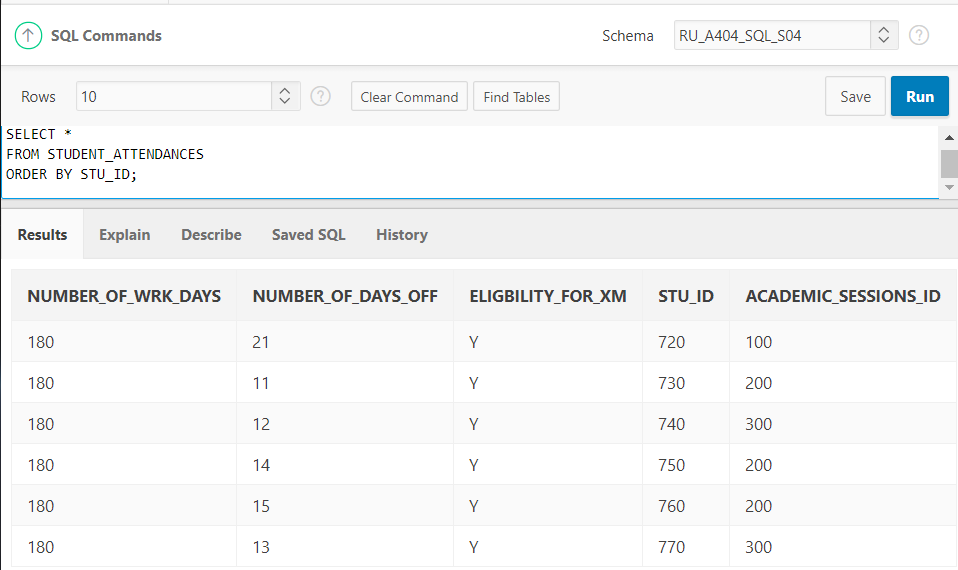 SQL Commands Schema RU_A404_SQL_S04 ?
Rows 10 ? Clear Command Find Tables Save Run
SELECT *
FROM STUDENT_ATTENDANCES
ORDER BY STU_ID;
Results Explain Describe Saved SQL History
NUMBER_OF_WRK_DAYS NUMBER_OF_DAYS_OFF ELIGBILITY_FOR_XM STU_ID ACADEMIC_SESSIONS_ID
180 21 Y 720 100
180 11 Y 730 200
180 12 Y 740 300
180 14 Y 750 200
180 15 Y 760 200
180 13 Y 770 300